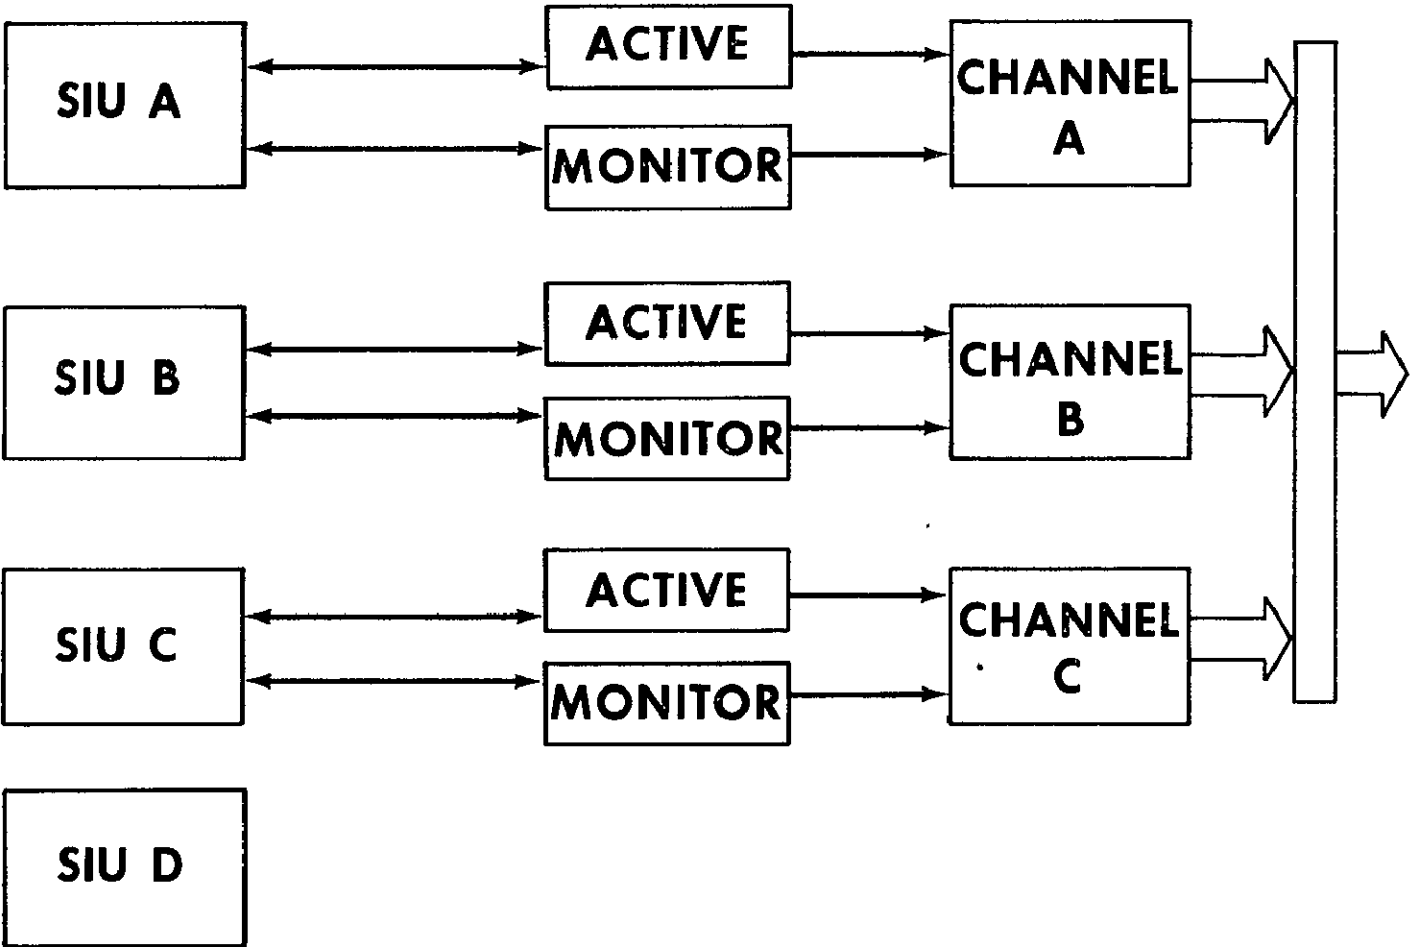 SIU A
ACTIVE
MONITOR
CHANNEL
A
SIU B
ACTIVE
MONITOR
CHANNEL
B
SIU C
ACTIVE
MONITOR
CHANNEL
C
SIU D